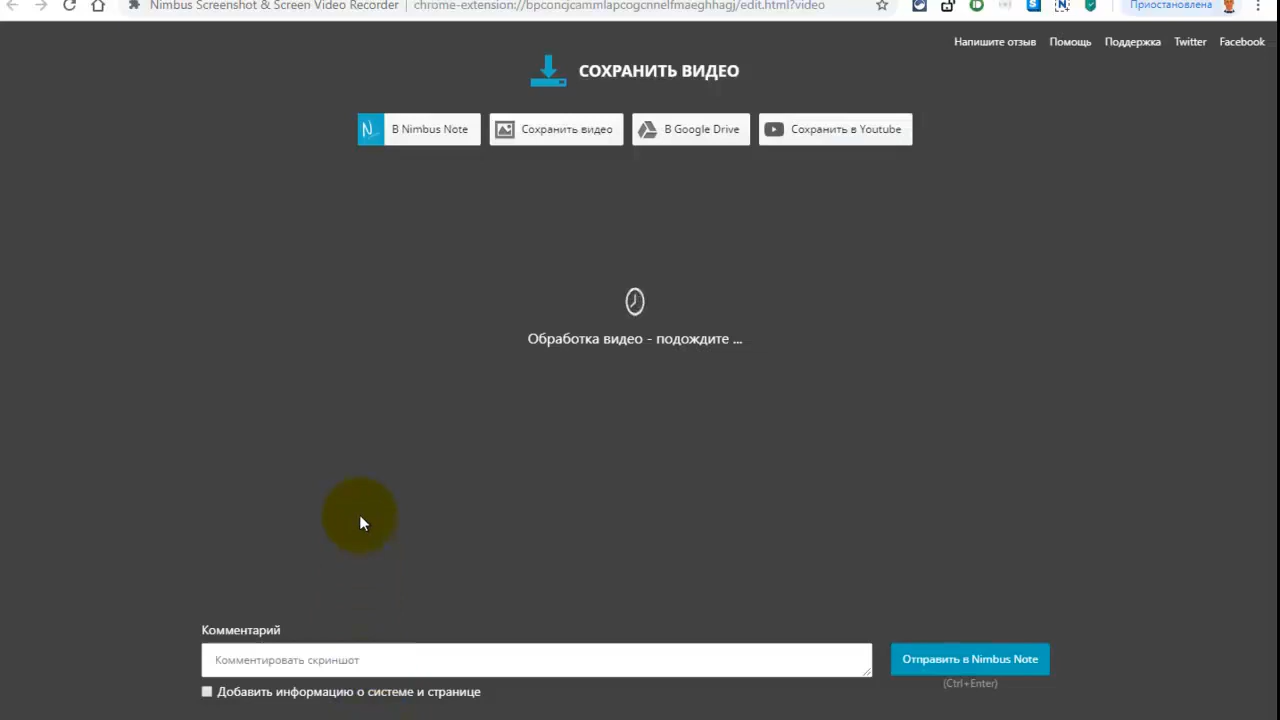 Nimbus Screenshot & Screen Video Recorder | chrome-extension://bpconcjcammlapcogcnnelfmaeghhagj/edit.html?video
Приостановлена
Напишите отзыв Помощь Поддержка Twitter Facebook
СОХРАНИТЬ ВИДЕО
В Nimbus Note
Сохранить видео
В Google Drive
Сохранить в Youtube
Обработка видео - подождите ...
Комментарий
Комментировать скриншот
Отправить в Nimbus Note
(Ctrl+Enter)
Добавить информацию о системе и странице